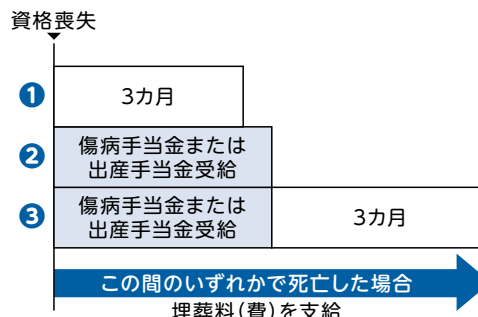 資格喪失
❶
3カ月
❷
傷病手当金または
出産手当金受給
❸
傷病手当金または
出産手当金受給
3カ月
この間のいずれかで死亡した場合
埋葬料(費)を支給